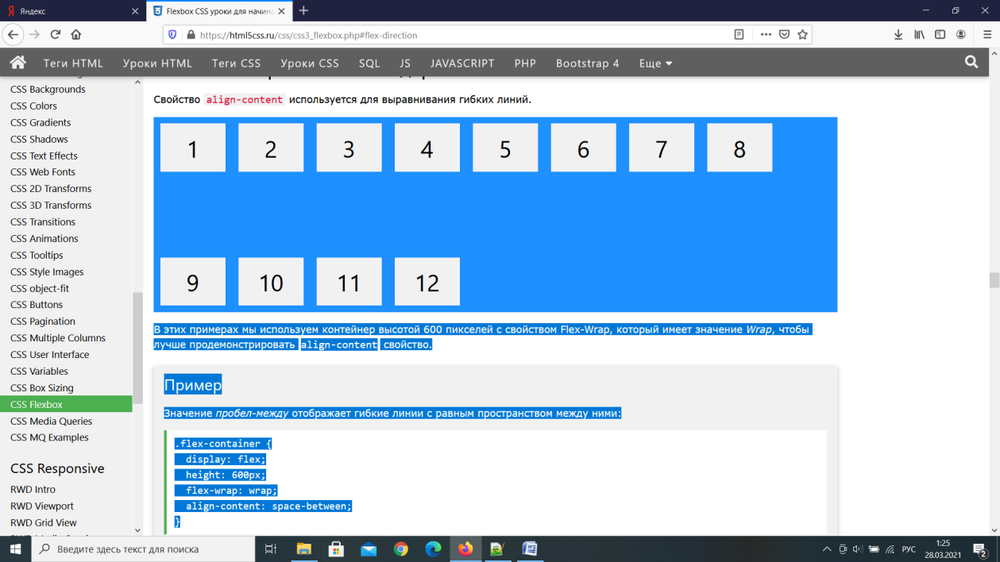 Яндекс
Flexbox CSS уроки для начина
https://html5css.ru/css/css3_flexbox.php#flex-direction
Теги HTML Уроки HTML Теги CSS Уроки CSS SQL JS JAVASCRIPT PHP Bootstrap 4 Еще
CSS Backgrounds
CSS Colors
CSS Gradients
CSS Shadows
CSS Text Effects
CSS Web Fonts
CSS 2D Transforms
CSS 3D Transforms
CSS Transitions
CSS Animations
CSS Tooltips
CSS Style Images
CSS object-fit
CSS Buttons
CSS Pagination
CSS Multiple Columns
CSS User Interface
CSS Variables
CSS Box Sizing
CSS Flexbox
CSS Media Queries
CSS MQ Examples
CSS Responsive
RWD Intro
RWD Viewport
RWD Grid View
Свойство align-content используется для выравнивания гибких линий.
1 2 3 4 5 6 7 8
9 10 11 12
В этих примерах мы используем контейнер высотой 600 пикселей с свойством Flex-Wrap, который имеет значение Wrap, чтобы
лучше продемонстрировать align-content свойство.
Пример
Значение пробел-между отображает гибкие линии с равным пространством между ними:
.flex-container {
display: flex;
height: 600px;
flex-wrap: wrap;
align-content: space-between;
}
Введите здесь текст для поиска
РУС
1:25
28.03.2021
2